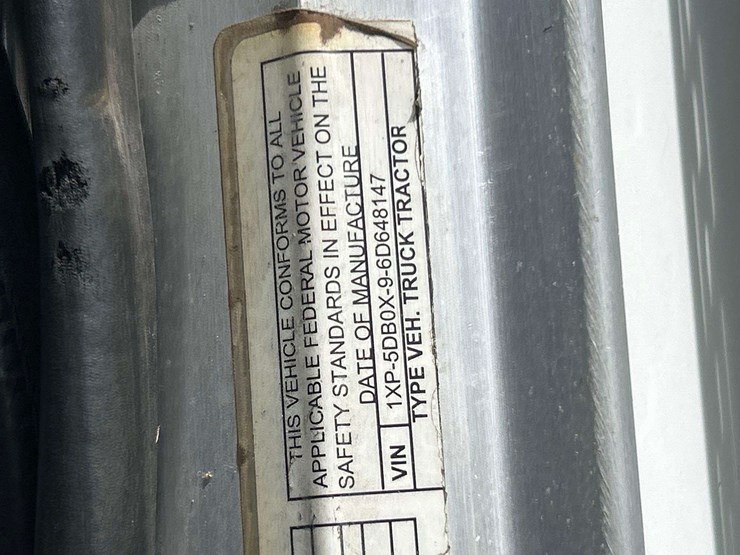 THIS VEHICLE CONFORMS TO ALL
APPLICABLE FEDERAL MOTOR VEHICLE
SAFETY STANDARDS IN EFFECT ON THE
DATE OF MANUFACTURE
VIN 1XP-5DB0X-9-6D648147
TYPE VEH. TRUCK TRACTOR